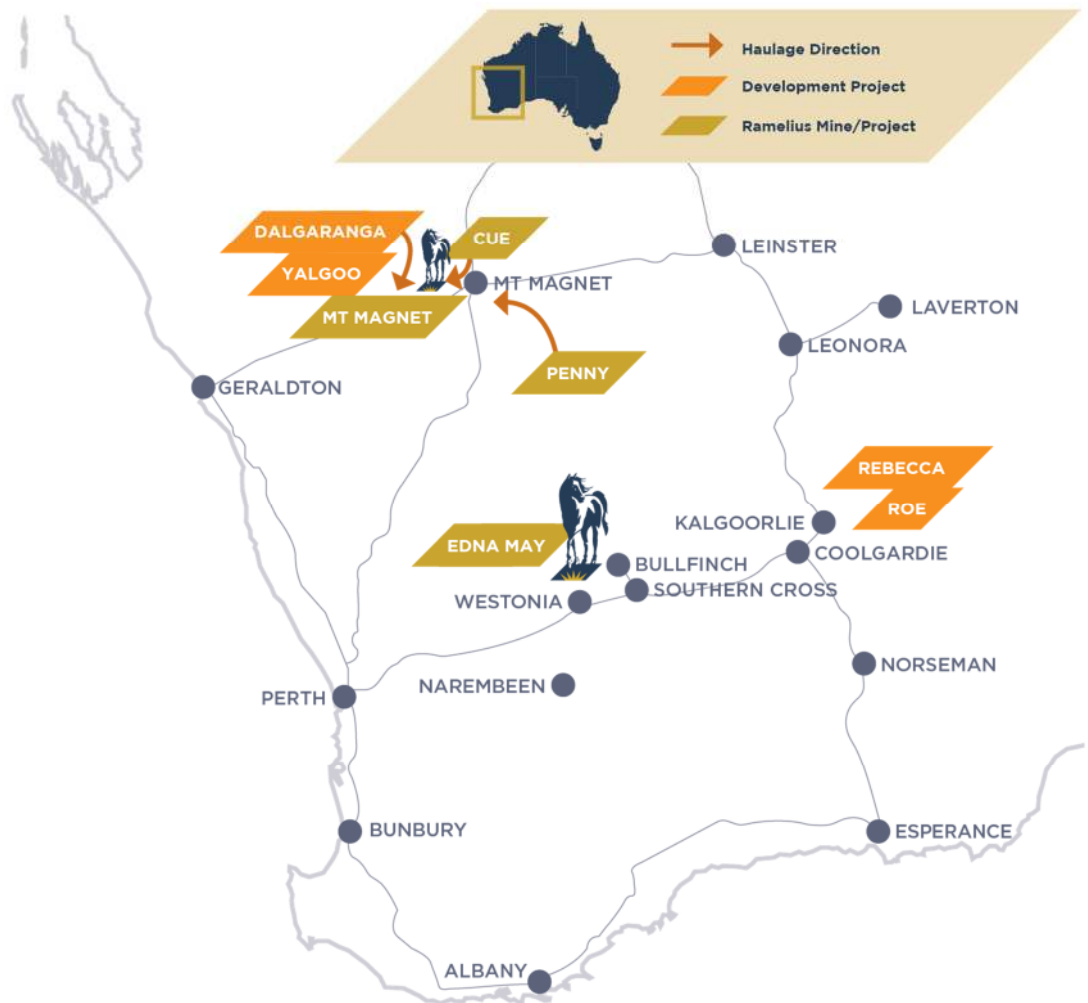 Haulage Direction
Development Project
Ramelius Mine/Project
DALGARANGA
CUE
YALGOO
LEINSTER
MT MAGNET
MT MAGNET
LAVERTON
LEONORA
PENNY
GERALDTON
REBECCA
ROE
KALGOORLIE
EDNA MAY
COOLGARDIE
BULLFINCH
SOUTHERN CROSS
WESTONIA
NORSEMAN
NAREMBEEN
PERTH
BUNBURY
ESPERANCE
ALBANY